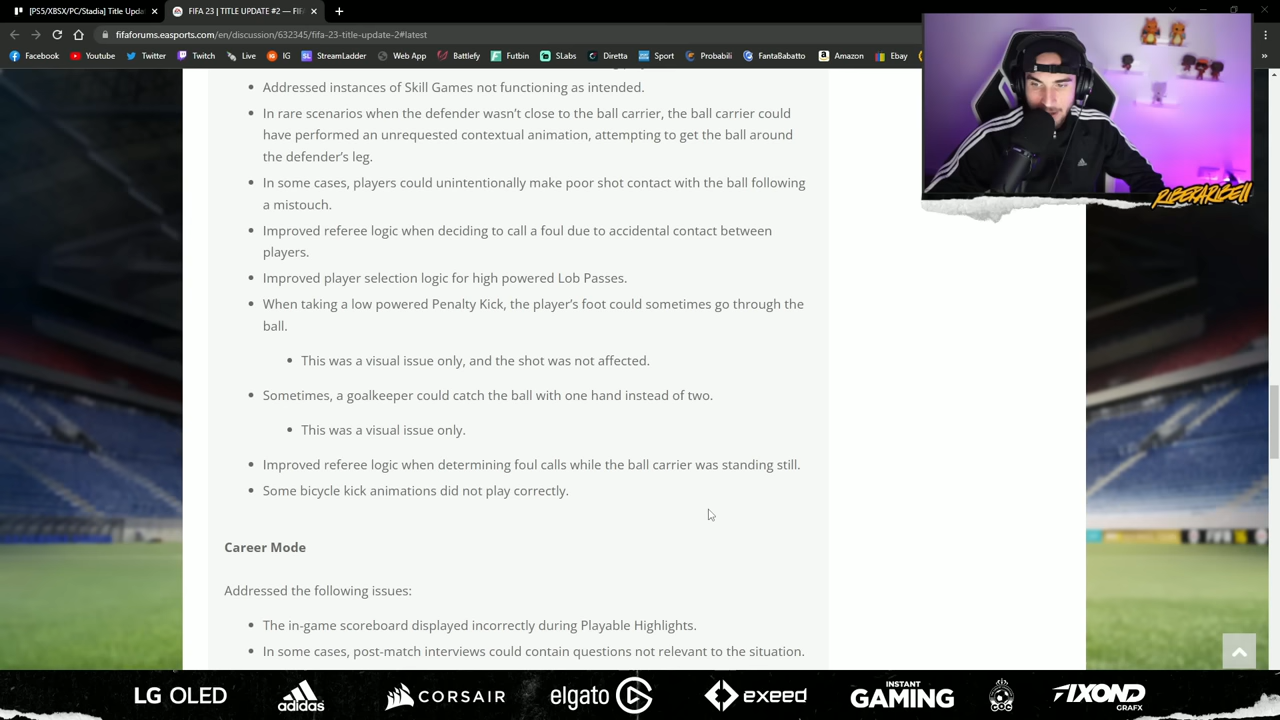 [PS5/XBSX/PC/Stadia] Title Upda
FIFA 23 | TITLE UPDATE #2 — FIF
fifaforums.easports.com/en/discussion/632345/fifa-23-title-update-2#latest
Facebook Youtube Twitter Twitch Live IG StreamLadder Web App Battlefy Futbin SLabs Diretta Sport Probabili FantaBabatto Amazon Ebay
Addressed instances of Skill Games not functioning as intended.
In rare scenarios when the defender wasn’t close to the ball carrier, the ball carrier could
have performed an unrequested contextual animation, attempting to get the ball around
the defender’s leg.
In some cases, players could unintentionally make poor shot contact with the ball following
a mistouch.
Improved referee logic when deciding to call a foul due to accidental contact between
players.
Improved player selection logic for high powered Lob Passes.
When taking a low powered Penalty Kick, the player’s foot could sometimes go through the
ball.
This was a visual issue only, and the shot was not affected.
Sometimes, a goalkeeper could catch the ball with one hand instead of two.
This was a visual issue only.
Improved referee logic when determining foul calls while the ball carrier was standing still.
Some bicycle kick animations did not play correctly.
Career Mode
Addressed the following issues:
The in-game scoreboard displayed incorrectly during Playable Highlights.
In some cases, post-match interviews could contain questions not relevant to the situation.
RIBERARIBELL
LG OLED adidas CORSAIR elgato exeed INSTANT GAMING FIXOND GRAFX